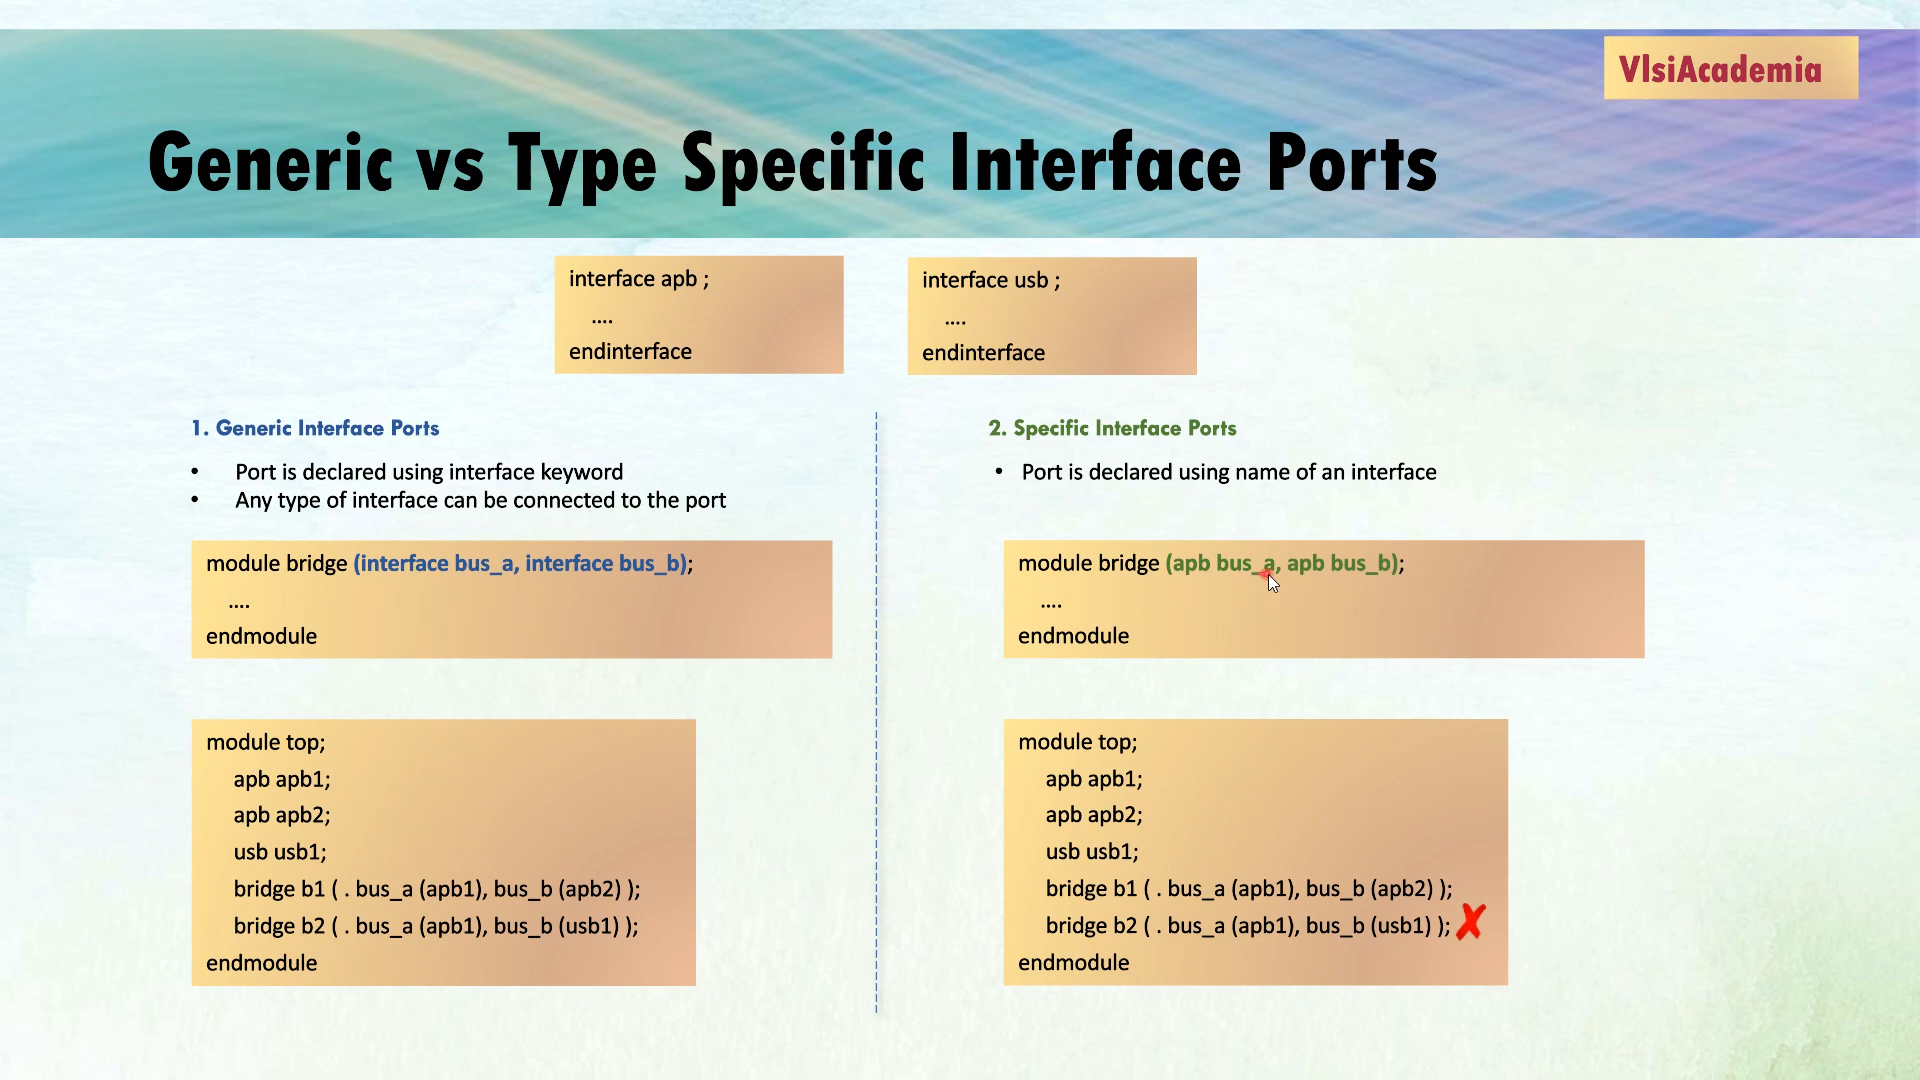 VlsiAcademia
Generic vs Type Specific Interface Ports
interface apb ;
....
endinterface
interface usb ;
....
endinterface
1. Generic Interface Ports
• Port is declared using interface keyword
• Any type of interface can be connected to the port
module bridge (interface bus_a, interface bus_b);
....
endmodule
module top;
apb apb1;
apb apb2;
usb usb1;
bridge b1 ( . bus_a (apb1), bus_b (apb2) );
bridge b2 ( . bus_a (apb1), bus_b (usb1) );
endmodule
2. Specific Interface Ports
• Port is declared using name of an interface
module bridge (apb bus_a, apb bus_b);
....
endmodule
module top;
apb apb1;
apb apb2;
usb usb1;
bridge b1 ( . bus_a (apb1), bus_b (apb2) );
bridge b2 ( . bus_a (apb1), bus_b (usb1) ); ✗
endmodule